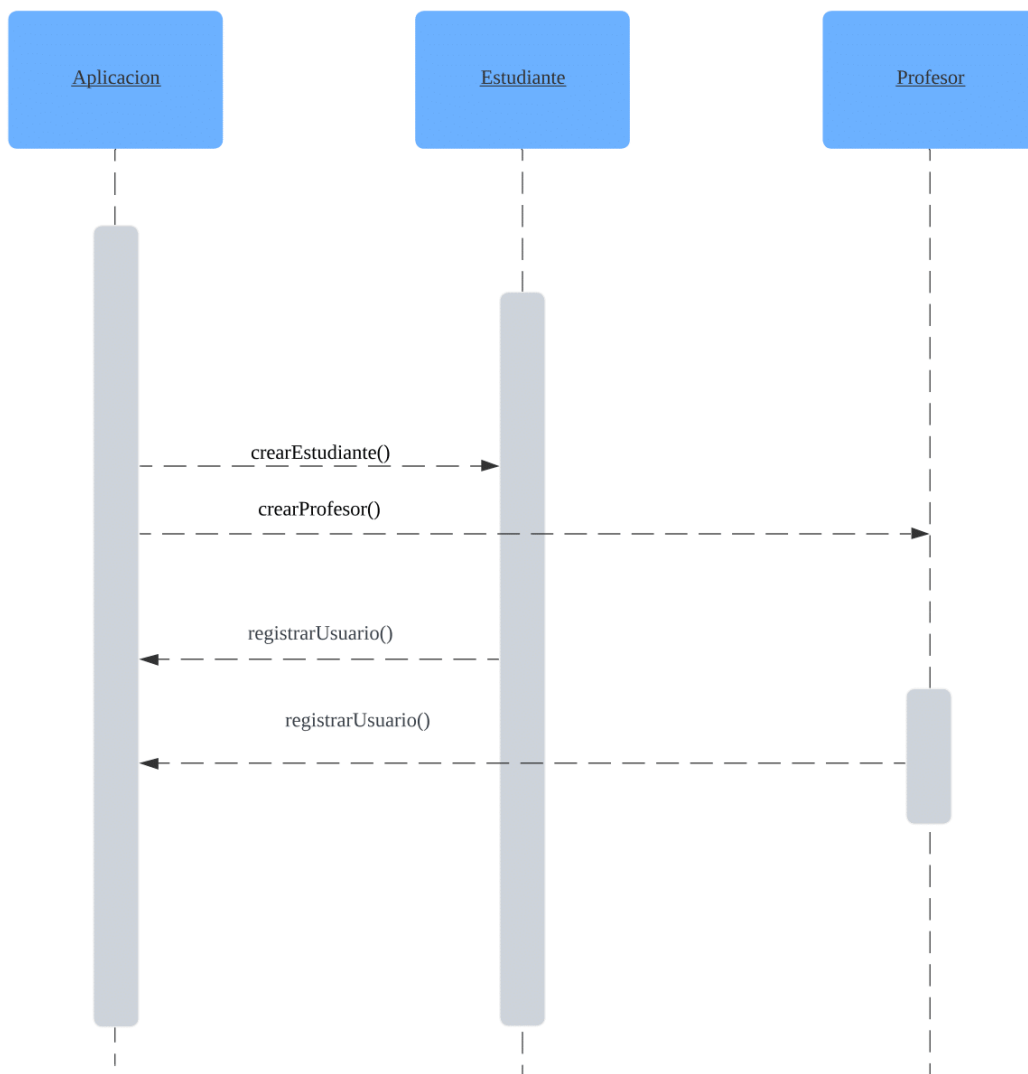 Aplicacion
Estudiante
Profesor
crearEstudiante()
crearProfesor()
registrarUsuario()
registrarUsuario()